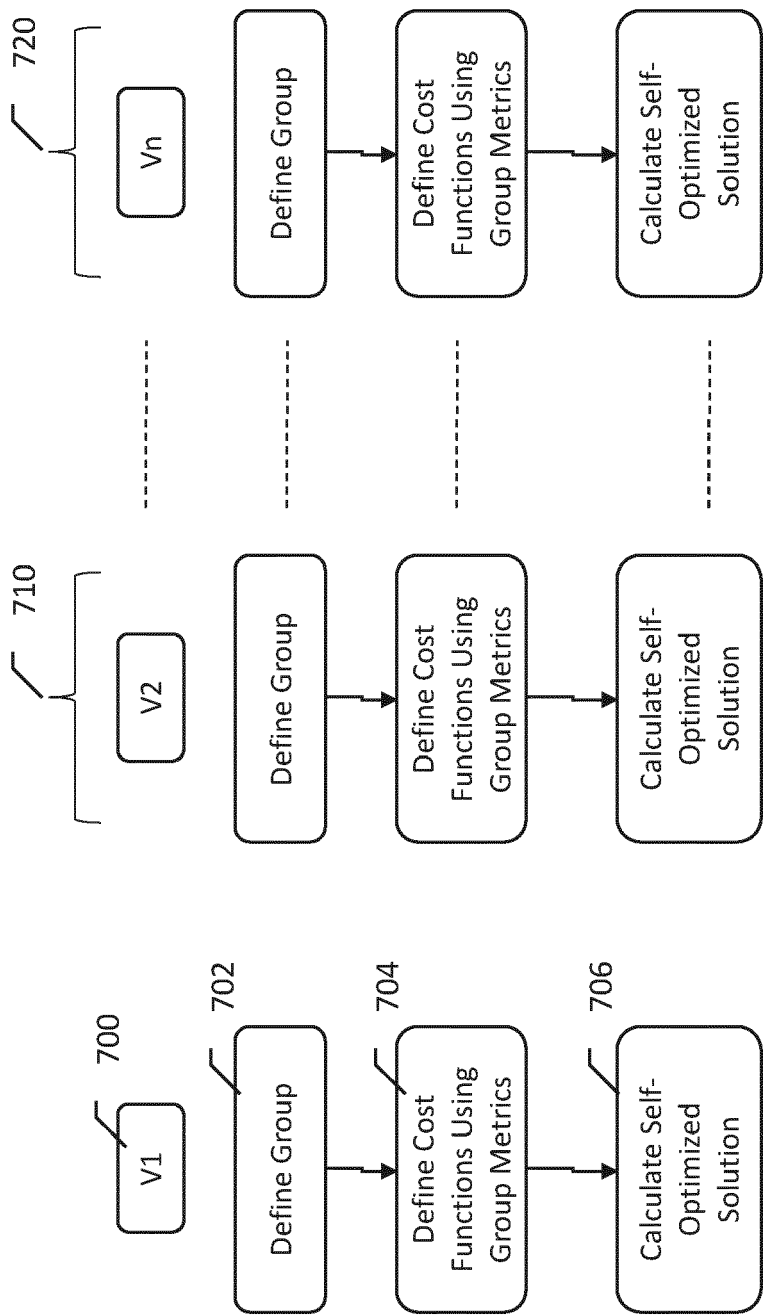 700
V1
702
Define Group
704
Define Cost
Functions Using
Group Metrics
706
Calculate Self-
Optimized
Solution
710
V2
Define Group
Define Cost
Functions Using
Group Metrics
Calculate Self-
Optimized
Solution
720
Vn
Define Group
Define Cost
Functions Using
Group Metrics
Calculate Self-
Optimized
Solution